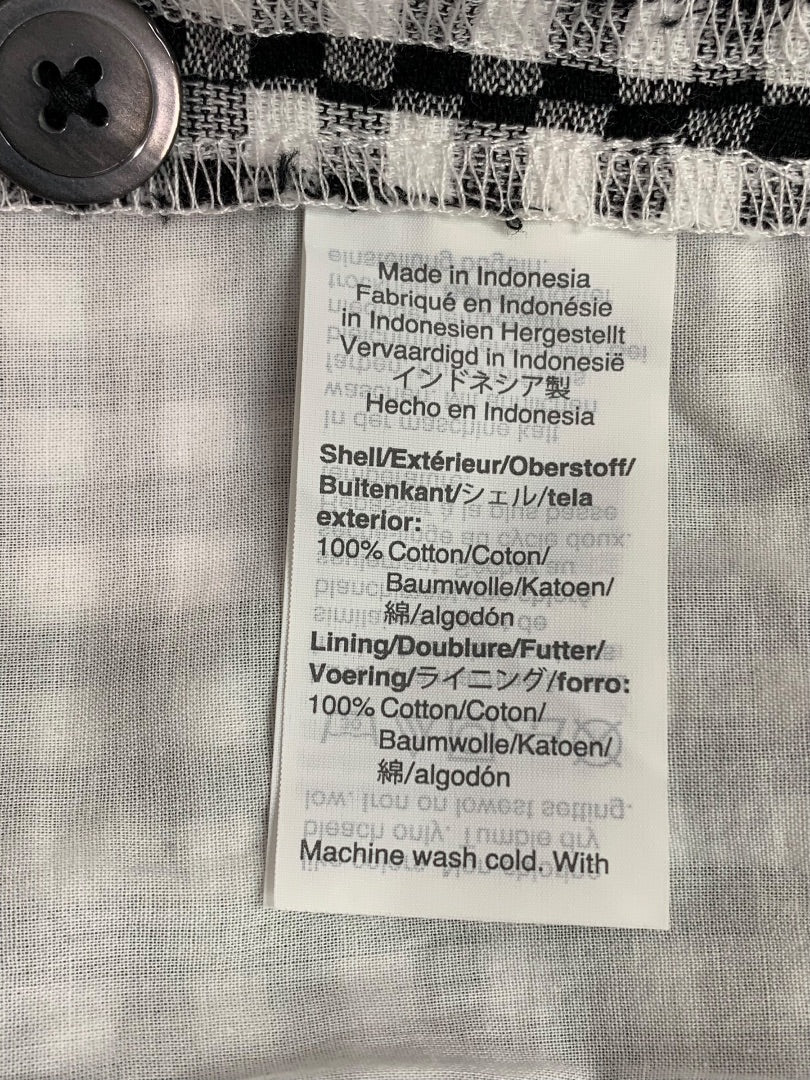 Made in Indonesia
Fabriqué en Indonésie
in Indonesien Hergestellt
Vervaardigd in Indonesië
インドネシア製
Hecho en Indonesia
Shell/Extérieur/Oberstoff/
Buitenkant/シェル/tela
exterior:
100% Cotton/Coton/
Baumwolle/Katoen/
綿/algodón
Lining/Doublure/Futter/
Voering/ライニング/forro:
100% Cotton/Coton/
Baumwolle/Katoen/
綿/algodón
Machine wash cold. With